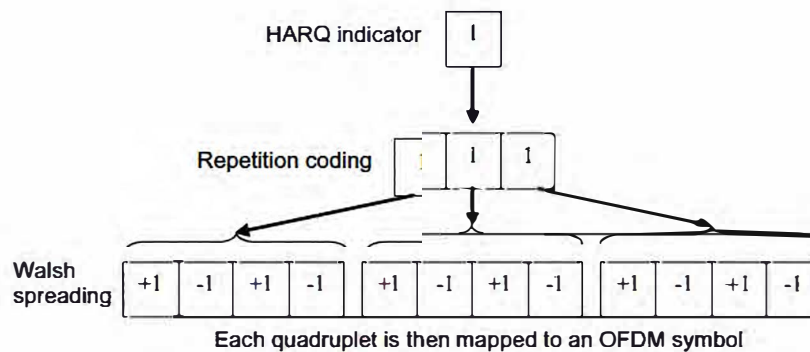 HARQ indicator 1
Repetition coding 1 1 1
Walsh
spreading
+1 -1 +1 -1 +1 -1 +1 -1 +1 -1 +1 -1
Each quadruplet is then mapped to an OFDM symbol